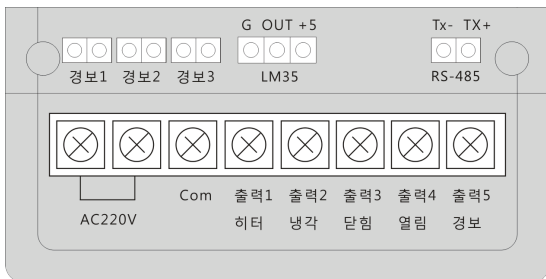 G OUT +5 Tx- TX+
경보1 경보2 경보3 LM35 RS-485
Com 출력1 출력2 출력3 출력4 출력5
AC220V 히터 냉각 닫힘 열림 경보